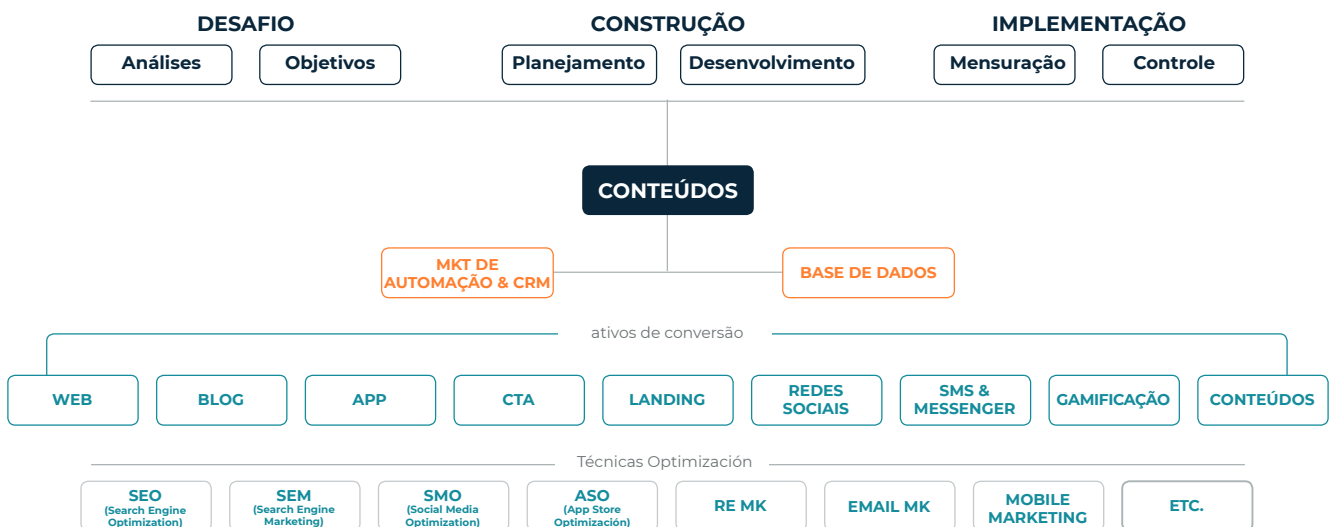 DESAFIO
CONSTRUÇÃO
IMPLEMENTAÇÃO
Análises
Objetivos
Planejamento
Desenvolvimento
Mensuração
Controle
CONTEÚDOS
MKT DE
AUTOMAÇÃO & CRM
BASE DE DADOS
ativos de conversão
WEB
BLOG
APP
CTA
LANDING
REDES
SOCIAIS
SMS &
MESSENGER
GAMIFICAÇÃO
CONTEÚDOS
Técnicas Optimización
SEO
(Search Engine
Optimization)
SEM
(Search Engine
Marketing)
SMO
(Social Media
Optimization)
ASO
(App Store
Optimización)
RE MK
EMAIL MK
MOBILE
MARKETING
ETC.